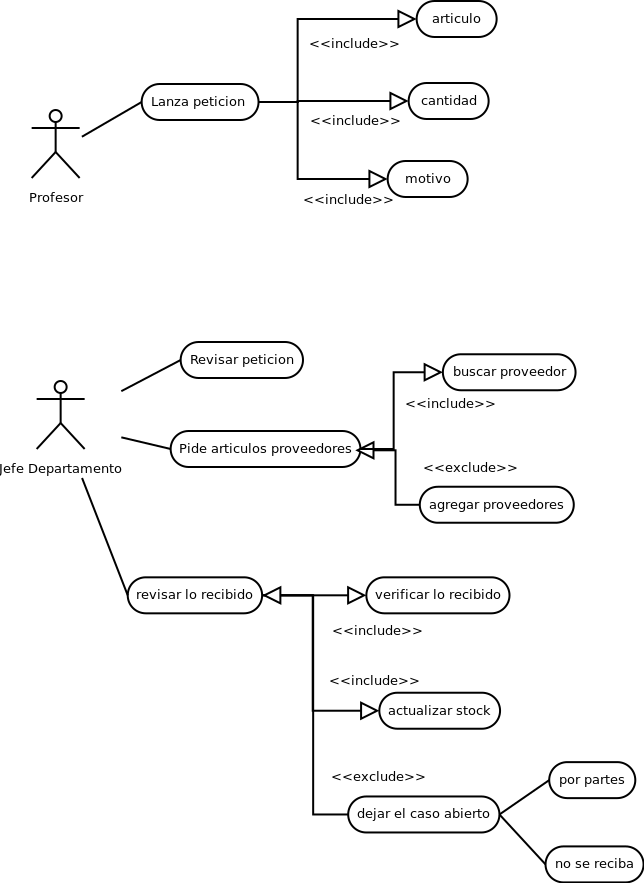 articulo
<<include>>
Lanza peticion
cantidad
<<include>>
motivo
Profesor
<<include>>
Revisar peticion
buscar proveedor
<<include>>
Pide articulos proveedores
Jefe Departamento
<<exclude>>
agregar proveedores
revisar lo recibido
verificar lo recibido
<<include>>
<<include>>
actualizar stock
<<exclude>>
por partes
dejar el caso abierto
no se reciba